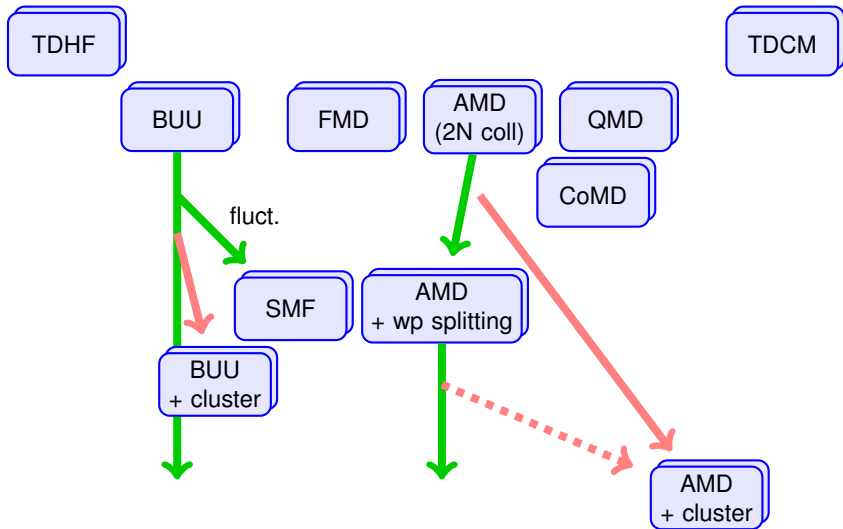 TDHF
TDCM
BUU
FMD
AMD
(2N coll)
QMD
CoMD
fluct.
SMF
AMD
+ wp splitting
BUU
+ cluster
AMD
+ cluster